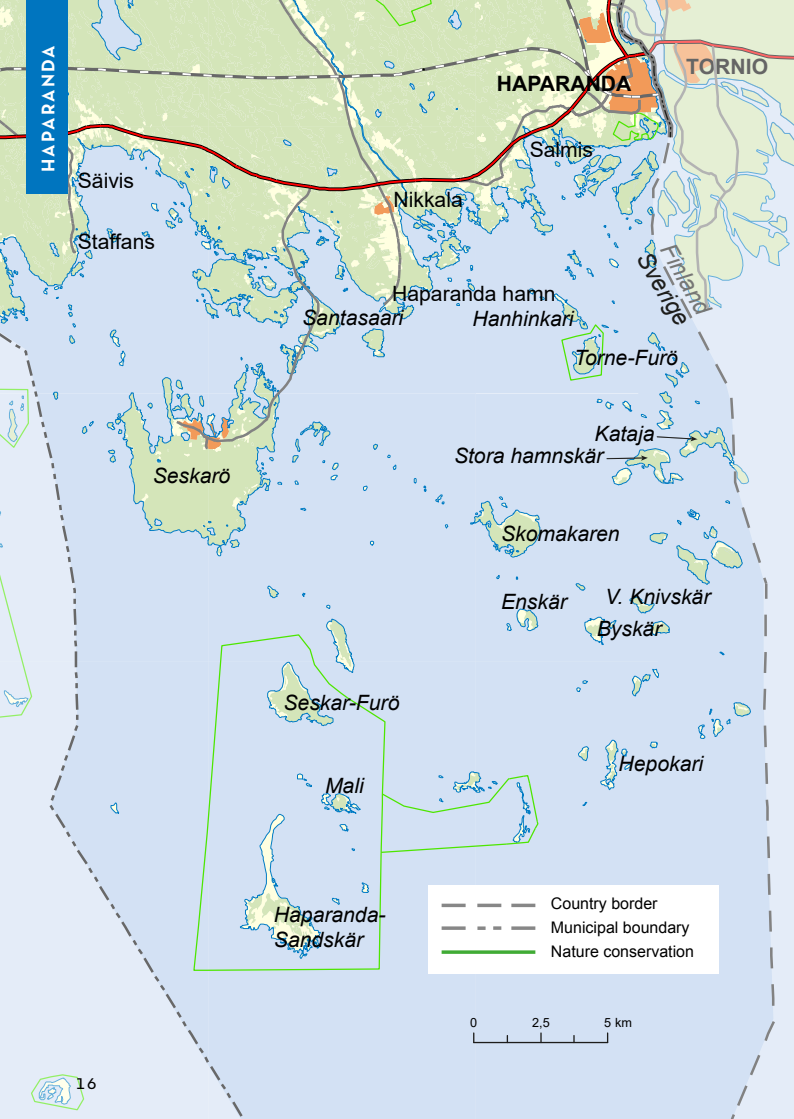 HAPARANDA
HAPARANDA
TORNIO
Salmis
Säivis
Nikkala
Staffans
Finland
Sverige
Haparanda hamn
Santasaari
Hanhinkari
Torne-Furö
Kataja
Stora hamnskär
Seskarö
Skomakaren
Enskär
V. Knivskär
Byskär
Seskar-Furö
Hepokari
Mali
Haparanda-
Sandskär
Country border
Municipal boundary
Nature conservation
0 2,5 5 km
16